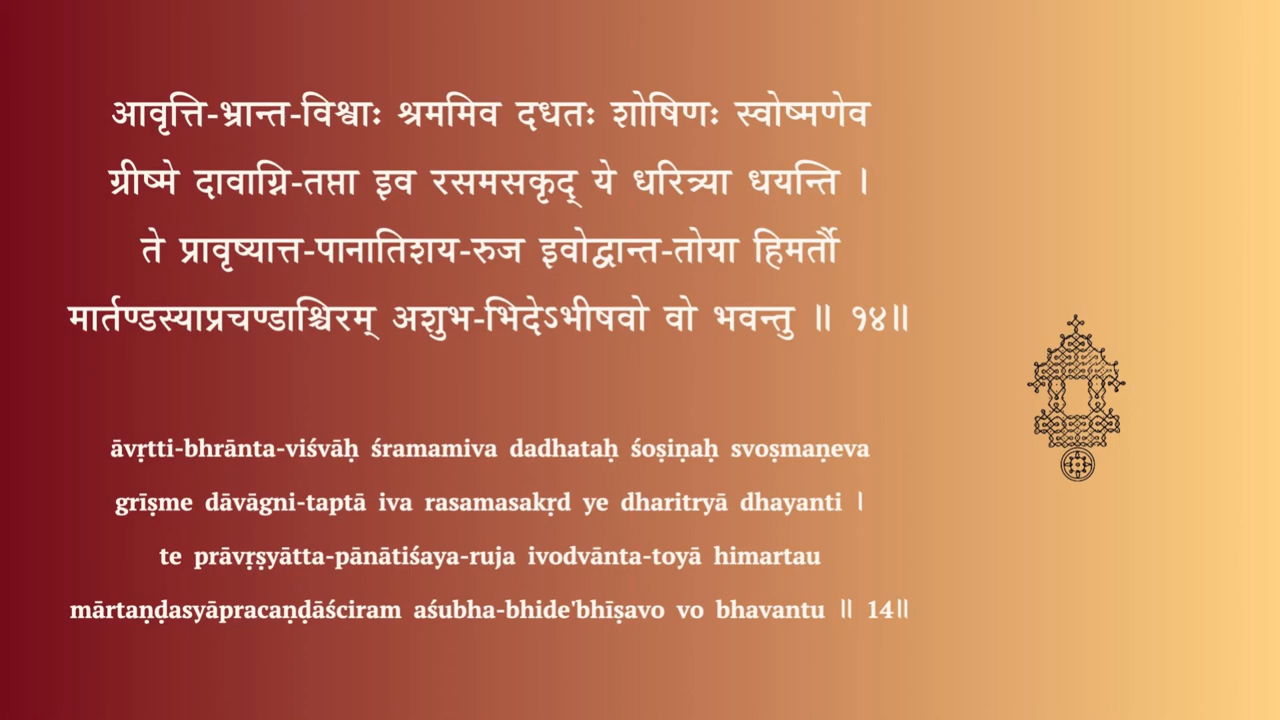 आवृत्ति-भ्रान्त-विश्वाः श्रममिव दधतः शोषिणः स्वोष्मणेव
ग्रीष्मे दावाग्नि-तप्ता इव रसमसकृद् ये धरित्र्या धयन्ति ।
ते प्रावृष्यात्त-पानातिशय-रुज इवोद्वान्त-तोया हिमर्तौ
मार्तण्डस्याप्रचण्डाश्चिरम् अशुभ-भिदेऽभीषवो वो भवन्तु ॥ १४॥
āvṛtti-bhrānta-viśvāḥ śramamiva dadhataḥ śoṣiṇaḥ svoṣmaṇeva
grīṣme dāvāgni-taptā iva rasamasakṛd ye dharitryā dhayanti ।
te prāvṛṣyātta-pānātiśaya-ruja ivodvānta-toyā himartau
mārtaṇḍasyāpracaṇḍāściram aśubha-bhide'bhīṣavo vo bhavantu ॥ 14॥